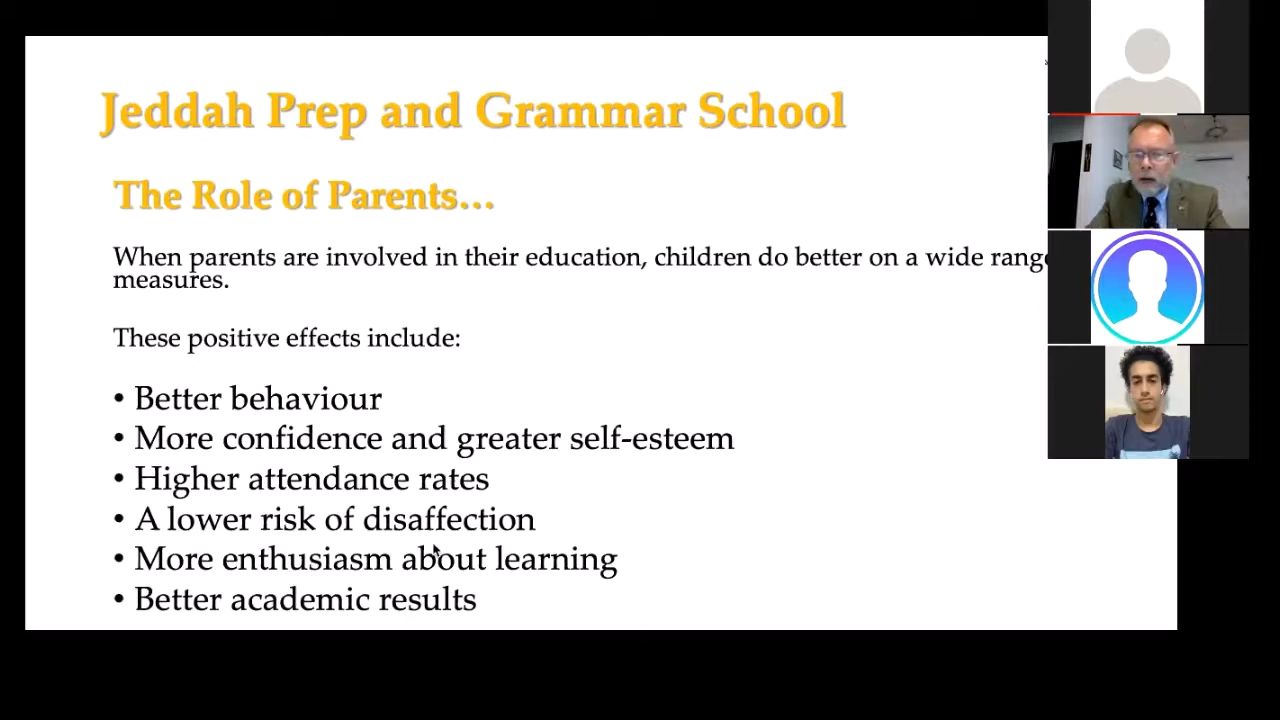 Jeddah Prep and Grammar School
The Role of Parents...
When parents are involved in their education, children do better on a wide range
measures.
These positive effects include:
• Better behaviour
• More confidence and greater self-esteem
• Higher attendance rates
• A lower risk of disaffection
• More enthusiasm about learning
• Better academic results